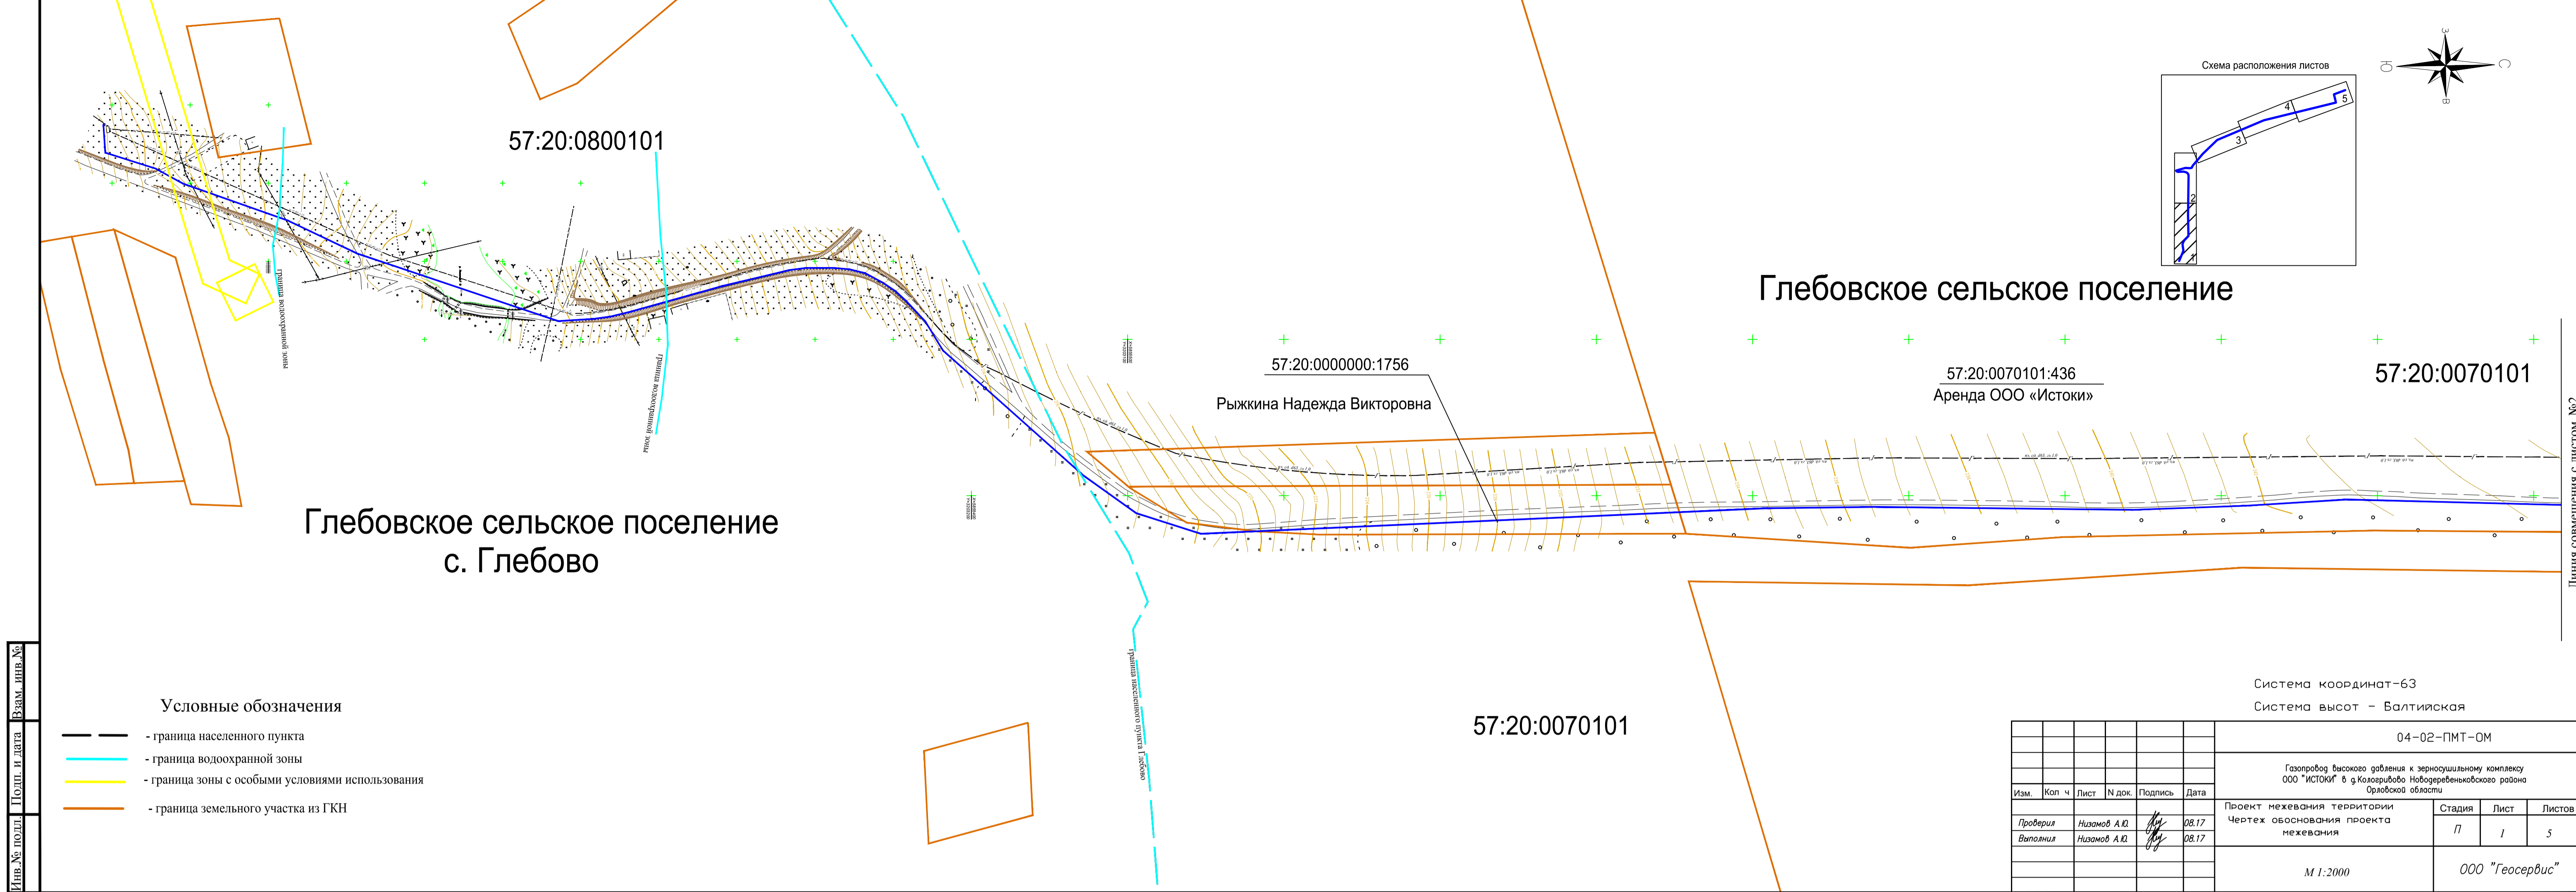 Схема расположения листов
З
С
Ю
В
5
4
3
2
1
57:20:0800101
граница водоохранной зоны
граница водоохранной зоны
Глебовское сельское поселение
57:20:0000000:1756
Рыжкина Надежда Викторовна
57:20:0070101:436
Аренда ООО «Истоки»
57:20:0070101
Линия совмещения с листом №2
Глебовское сельское поселение
с. Глебово
граница населенного пункта Глебово
57:20:0070101
Условные обозначения
- граница населенного пункта
- граница водоохранной зоны
- граница зоны с особыми условиями использования
- граница земельного участка из ГКН
Взам. инв.№
Подп. и дата
Инв.№ подл.
Система координат-63
Система высот - Балтийская
04-02-ПМТ-ОМ
Газопровод высокого давления к зерносушильному комплексу
ООО "ИСТОКИ" в д.Кологривово Новодеревеньковского района
Орловской области
Изм. Кол ч Лист N док. Подпись Дата
Проверил Низамов А.Ю. 08.17
Выполнил Низамов А.Ю. 08.17
Проект межевания территории
Чертеж обоснования проекта
межевания
Стадия Лист Листов
П 1 5
М 1:2000
ООО "Геосервис"